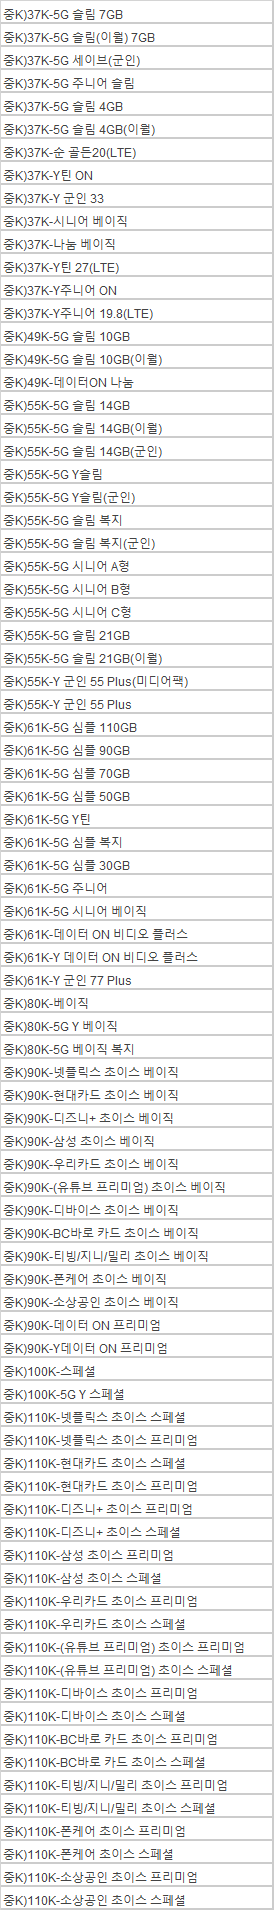 중K)37K-5G 슬림 7GB
중K)37K-5G 슬림(이월) 7GB
중K)37K-5G 세이브(군인)
중K)37K-5G 주니어 슬림
중K)37K-5G 슬림 4GB
중K)37K-5G 슬림 4GB(이월)
중K)37K-순 골든20(LTE)
중K)37K-Y틴 ON
중K)37K-Y 군인 33
중K)37K-시니어 베이직
중K)37K-나눔 베이직
중K)37K-Y틴 27(LTE)
중K)37K-Y주니어 ON
중K)37K-Y주니어 19.8(LTE)
중K)49K-5G 슬림 10GB
중K)49K-5G 슬림 10GB(이월)
중K)49K-데이터ON 나눔
중K)55K-5G 슬림 14GB
중K)55K-5G 슬림 14GB(이월)
중K)55K-5G 슬림 14GB(군인)
중K)55K-5G Y슬림
중K)55K-5G Y슬림(군인)
중K)55K-5G 슬림 복지
중K)55K-5G 슬림 복지(군인)
중K)55K-5G 시니어 A형
중K)55K-5G 시니어 B형
중K)55K-5G 시니어 C형
중K)55K-5G 슬림 21GB
중K)55K-5G 슬림 21GB(이월)
중K)55K-Y 군인 55 Plus(미디어팩)
중K)55K-Y 군인 55 Plus
중K)61K-5G 심플 110GB
중K)61K-5G 심플 90GB
중K)61K-5G 심플 70GB
중K)61K-5G 심플 50GB
중K)61K-5G Y틴
중K)61K-5G 심플 복지
중K)61K-5G 심플 30GB
중K)61K-5G 주니어
중K)61K-5G 시니어 베이직
중K)61K-데이터 ON 비디오 플러스
중K)61K-Y 데이터 ON 비디오 플러스
중K)61K-Y 군인 77 Plus
중K)80K-베이직
중K)80K-5G Y 베이직
중K)80K-5G 베이직 복지
중K)90K-넷플릭스 초이스 베이직
중K)90K-현대카드 초이스 베이직
중K)90K-디즈니+ 초이스 베이직
중K)90K-삼성 초이스 베이직
중K)90K-우리카드 초이스 베이직
중K)90K-(유튜브 프리미엄) 초이스 베이직
중K)90K-디바이스 초이스 베이직
중K)90K-BC바로 카드 초이스 베이직
중K)90K-티빙/지니/밀리 초이스 베이직
중K)90K-폰케어 초이스 베이직
중K)90K-소상공인 초이스 베이직
중K)90K-데이터 ON 프리미엄
중K)90K-Y데이터 ON 프리미엄
중K)100K-스페셜
중K)100K-5G Y 스페셜
중K)110K-넷플릭스 초이스 스페셜
중K)110K-넷플릭스 초이스 프리미엄
중K)110K-현대카드 초이스 스페셜
중K)110K-현대카드 초이스 프리미엄
중K)110K-디즈니+ 초이스 프리미엄
중K)110K-디즈니+ 초이스 스페셜
중K)110K-삼성 초이스 프리미엄
중K)110K-삼성 초이스 스페셜
중K)110K-우리카드 초이스 프리미엄
중K)110K-우리카드 초이스 스페셜
중K)110K-(유튜브 프리미엄) 초이스 프리미엄
중K)110K-(유튜브 프리미엄) 초이스 스페셜
중K)110K-디바이스 초이스 프리미엄
중K)110K-디바이스 초이스 스페셜
중K)110K-BC바로 카드 초이스 프리미엄
중K)110K-BC바로 카드 초이스 스페셜
중K)110K-티빙/지니/밀리 초이스 프리미엄
중K)110K-티빙/지니/밀리 초이스 스페셜
중K)110K-폰케어 초이스 프리미엄
중K)110K-폰케어 초이스 스페셜
중K)110K-소상공인 초이스 프리미엄
중K)110K-소상공인 초이스 스페셜